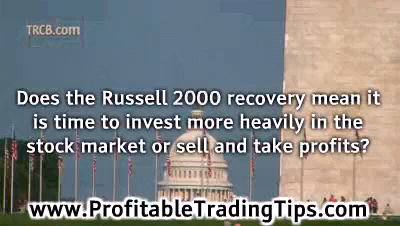 TRCB.com
Does the Russell 2000 recovery mean it
is time to invest more heavily in the
stock market or sell and take profits?
www.ProfitableTradingTips.com